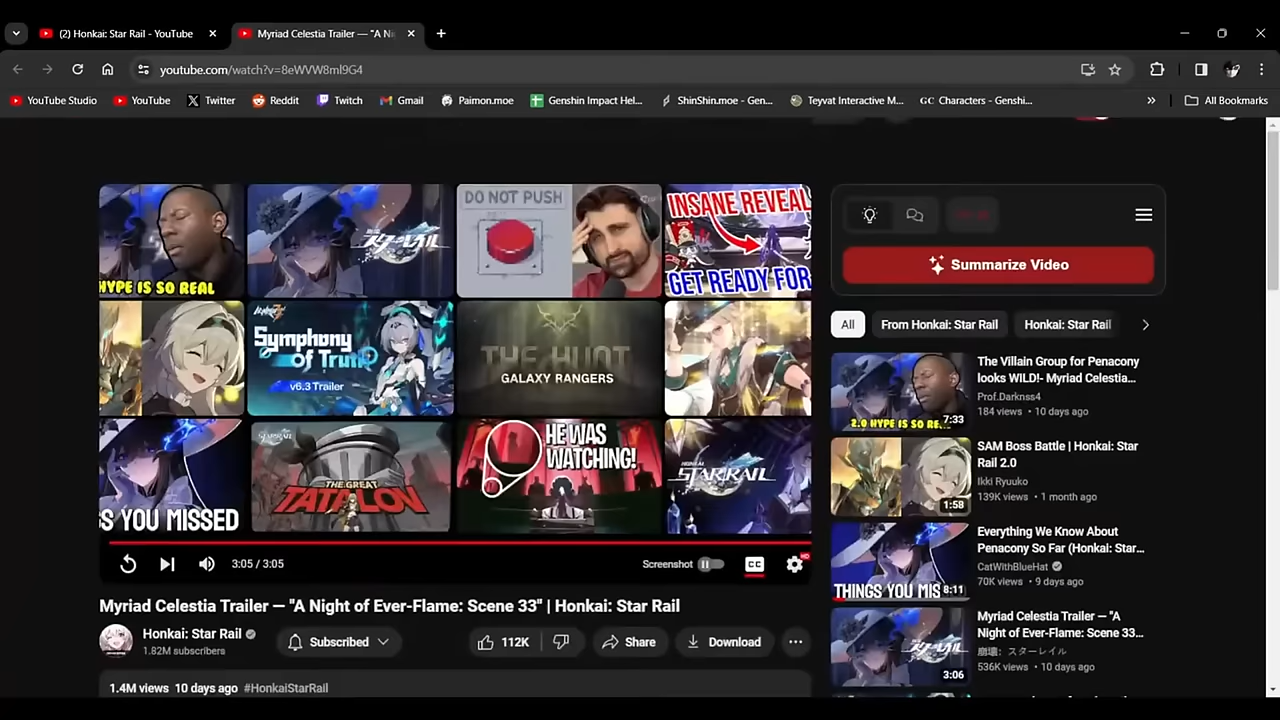 (2) Honkai: Star Rail - YouTube
Myriad Celestia Trailer — "A Ni
youtube.com/watch?v=8eWVW8ml9G4
YouTube Studio
YouTube
Twitter
Reddit
Twitch
Gmail
Paimon.moe
Genshin Impact Hel...
ShinShin.moe - Gen...
Teyvat Interactive M...
GC Characters - Genshi...
All Bookmarks
HYPE IS SO REAL
DO NOT PUSH
INSANE REVEAL
GET READY FOR
Symphony
of Truth
v6.3 Trailer
THE HUNT
GALAXY RANGERS
S YOU MISSED
STAR RAIL
THE GREAT
TATALOV
HE WAS
WATCHING!
HONKAI
STAR RAIL
3:05 / 3:05
Screenshot
CC
HD
Myriad Celestia Trailer — "A Night of Ever-Flame: Scene 33" | Honkai: Star Rail
Honkai: Star Rail
1.82M subscribers
Subscribed
112K
Share
Download
1.4M views 10 days ago #HonkaiStarRail
Summarize Video
All
From Honkai: Star Rail
Honkai: Star Rail
The Villain Group for Penacony
looks WILD!- Myriad Celestia...
Prof.Darknss4
184 views • 10 days ago
2.0 HYPE IS SO RE
7:33
SAM Boss Battle | Honkai: Star
Rail 2.0
Ikki Ryuuko
139K views • 1 month ago
1:58
Everything We Know About
Penacony So Far (Honkai: Star...
CatWithBlueHat
70K views • 9 days ago
THINGS YOU MIS
8:11
Myriad Celestia Trailer — "A
Night of Ever-Flame: Scene 33...
崩壊：スターレイル
536K views • 10 days ago
3:06